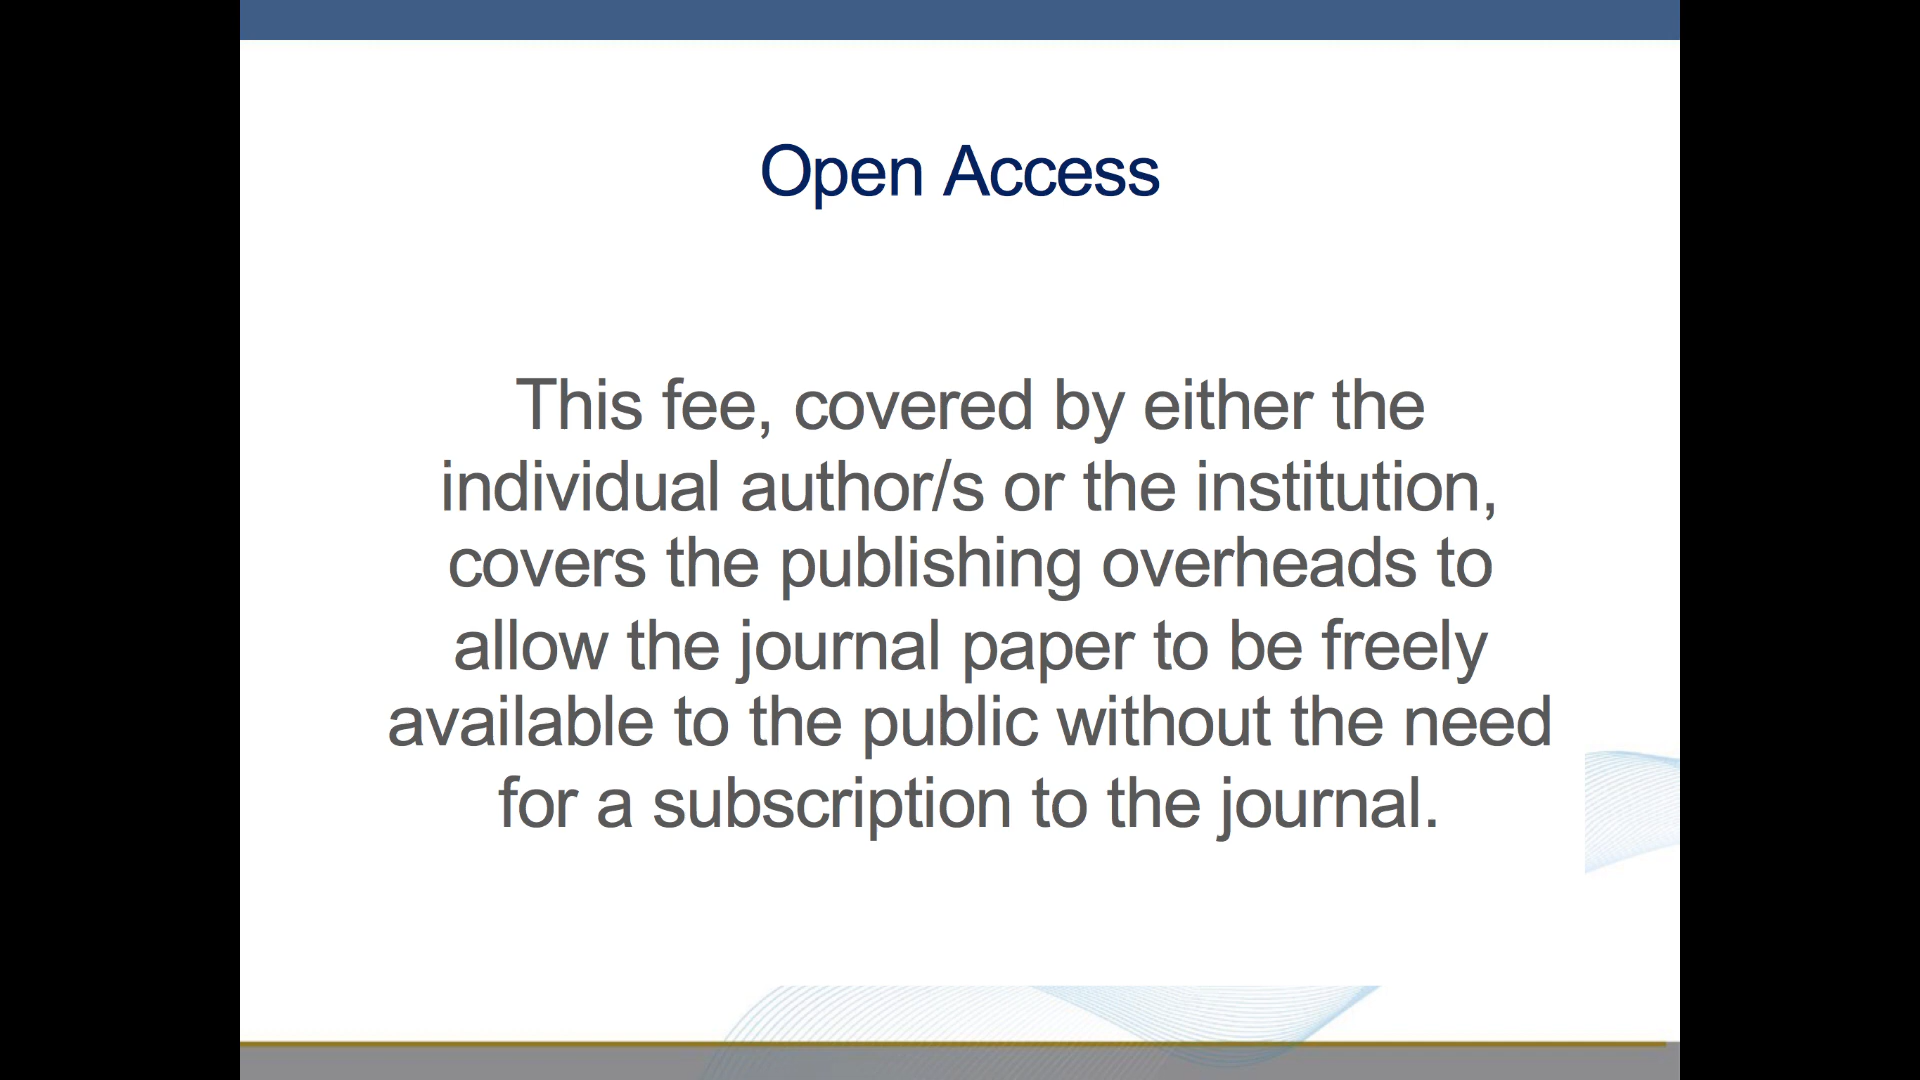 Open Access
This fee, covered by either the
individual author/s or the institution,
covers the publishing overheads to
allow the journal paper to be freely
available to the public without the need
for a subscription to the journal.